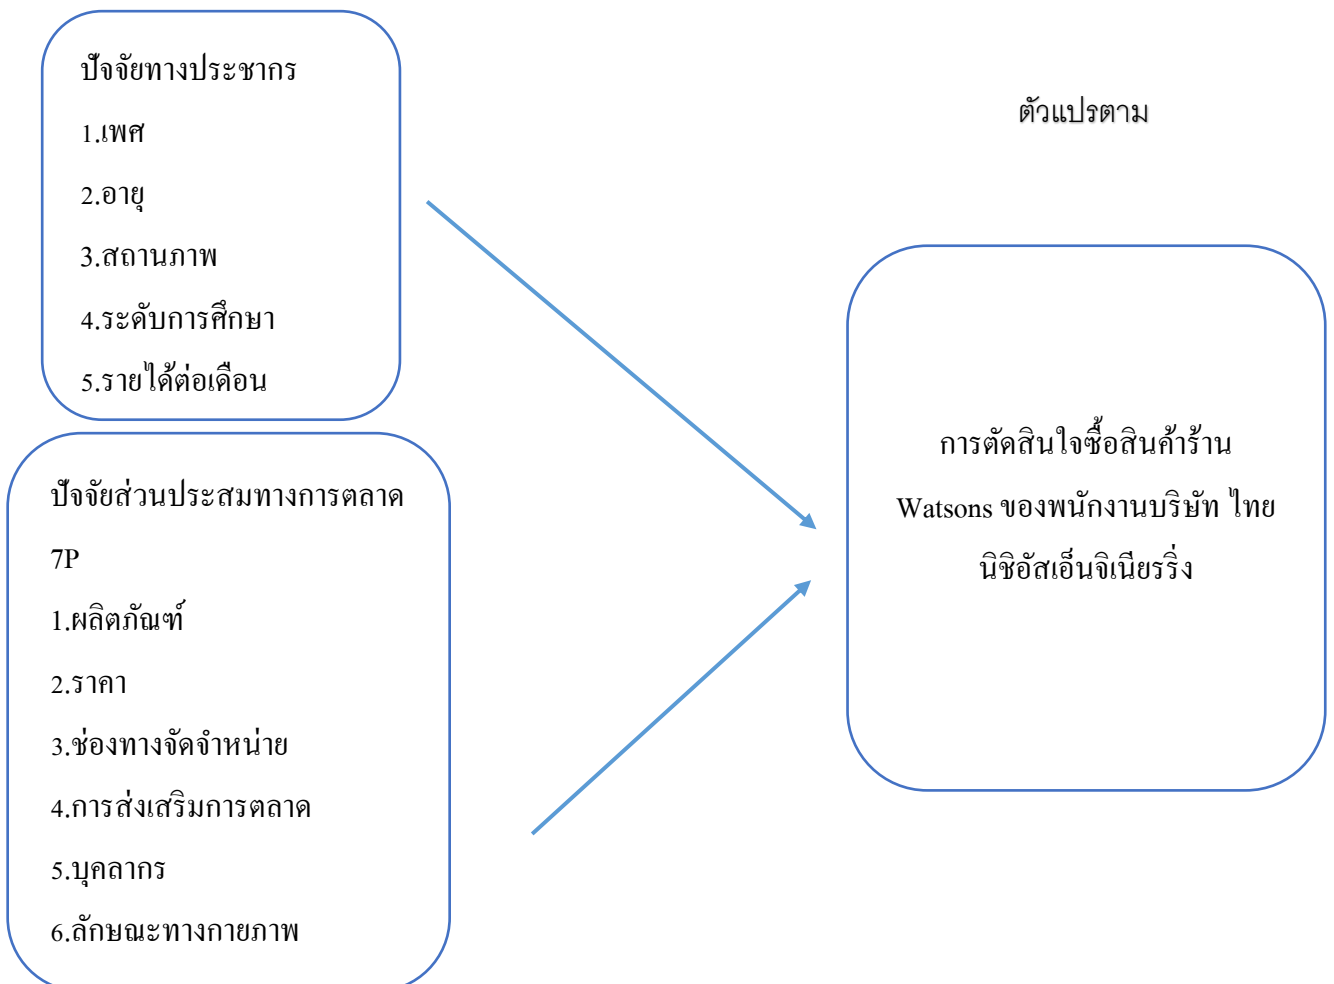 ปัจจัยทางประชากร
1.เพศ
2.อายุ
3.สถานภาพ
4.ระดับการศึกษา
5.รายได้ต่อเดือน
ปัจจัยส่วนประสมทางการตลาด
7P
1.ผลิตภัณฑ์
2.ราคา
3.ช่องทางจัดจำหน่าย
4.การส่งเสริมการตลาด
5.บุคลากร
6.ลักษณะทางกายภาพ
ตัวแปรตาม
การตัดสินใจซื้อสินค้าร้าน
Watsons ของพนักงานบริษัท ไทย
นิชิอัสเอ็นจิเนียรริ่ง